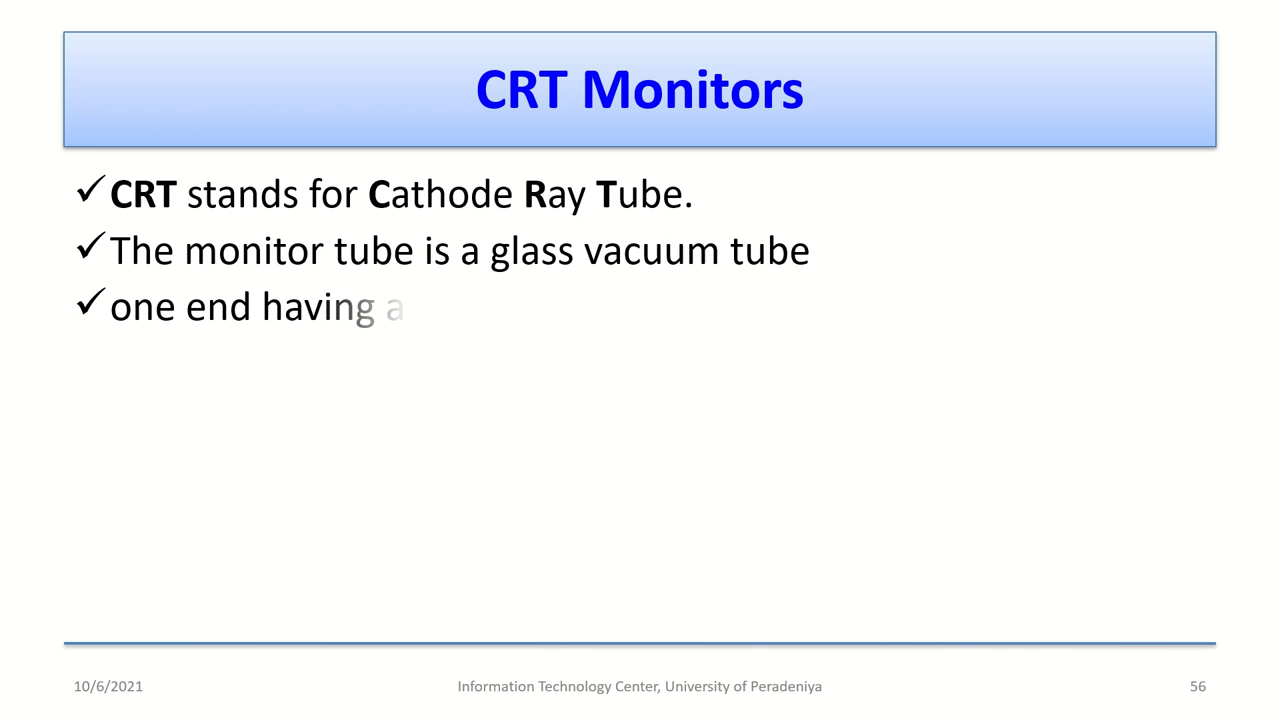 CRT Monitors
✓CRT stands for Cathode Ray Tube.
✓The monitor tube is a glass vacuum tube
✓one end having a
10/6/2021
Information Technology Center, University of Peradeniya
56